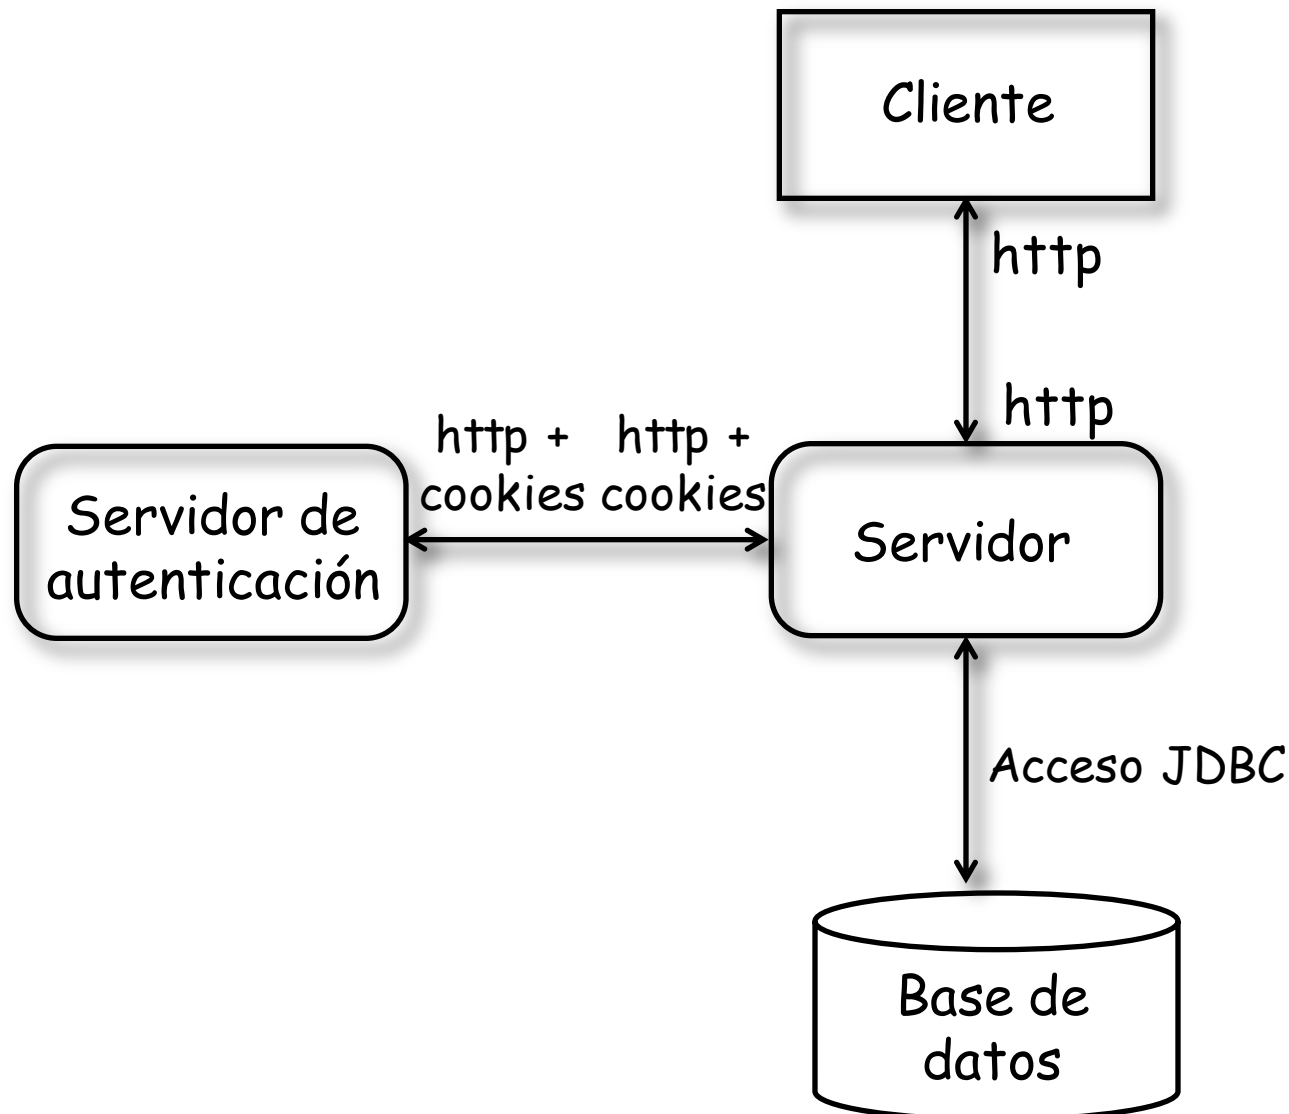 Cliente
http
http
http + http +
cookies cookies
Servidor de
autenticación
Servidor
Acceso JDBC
Base de
datos